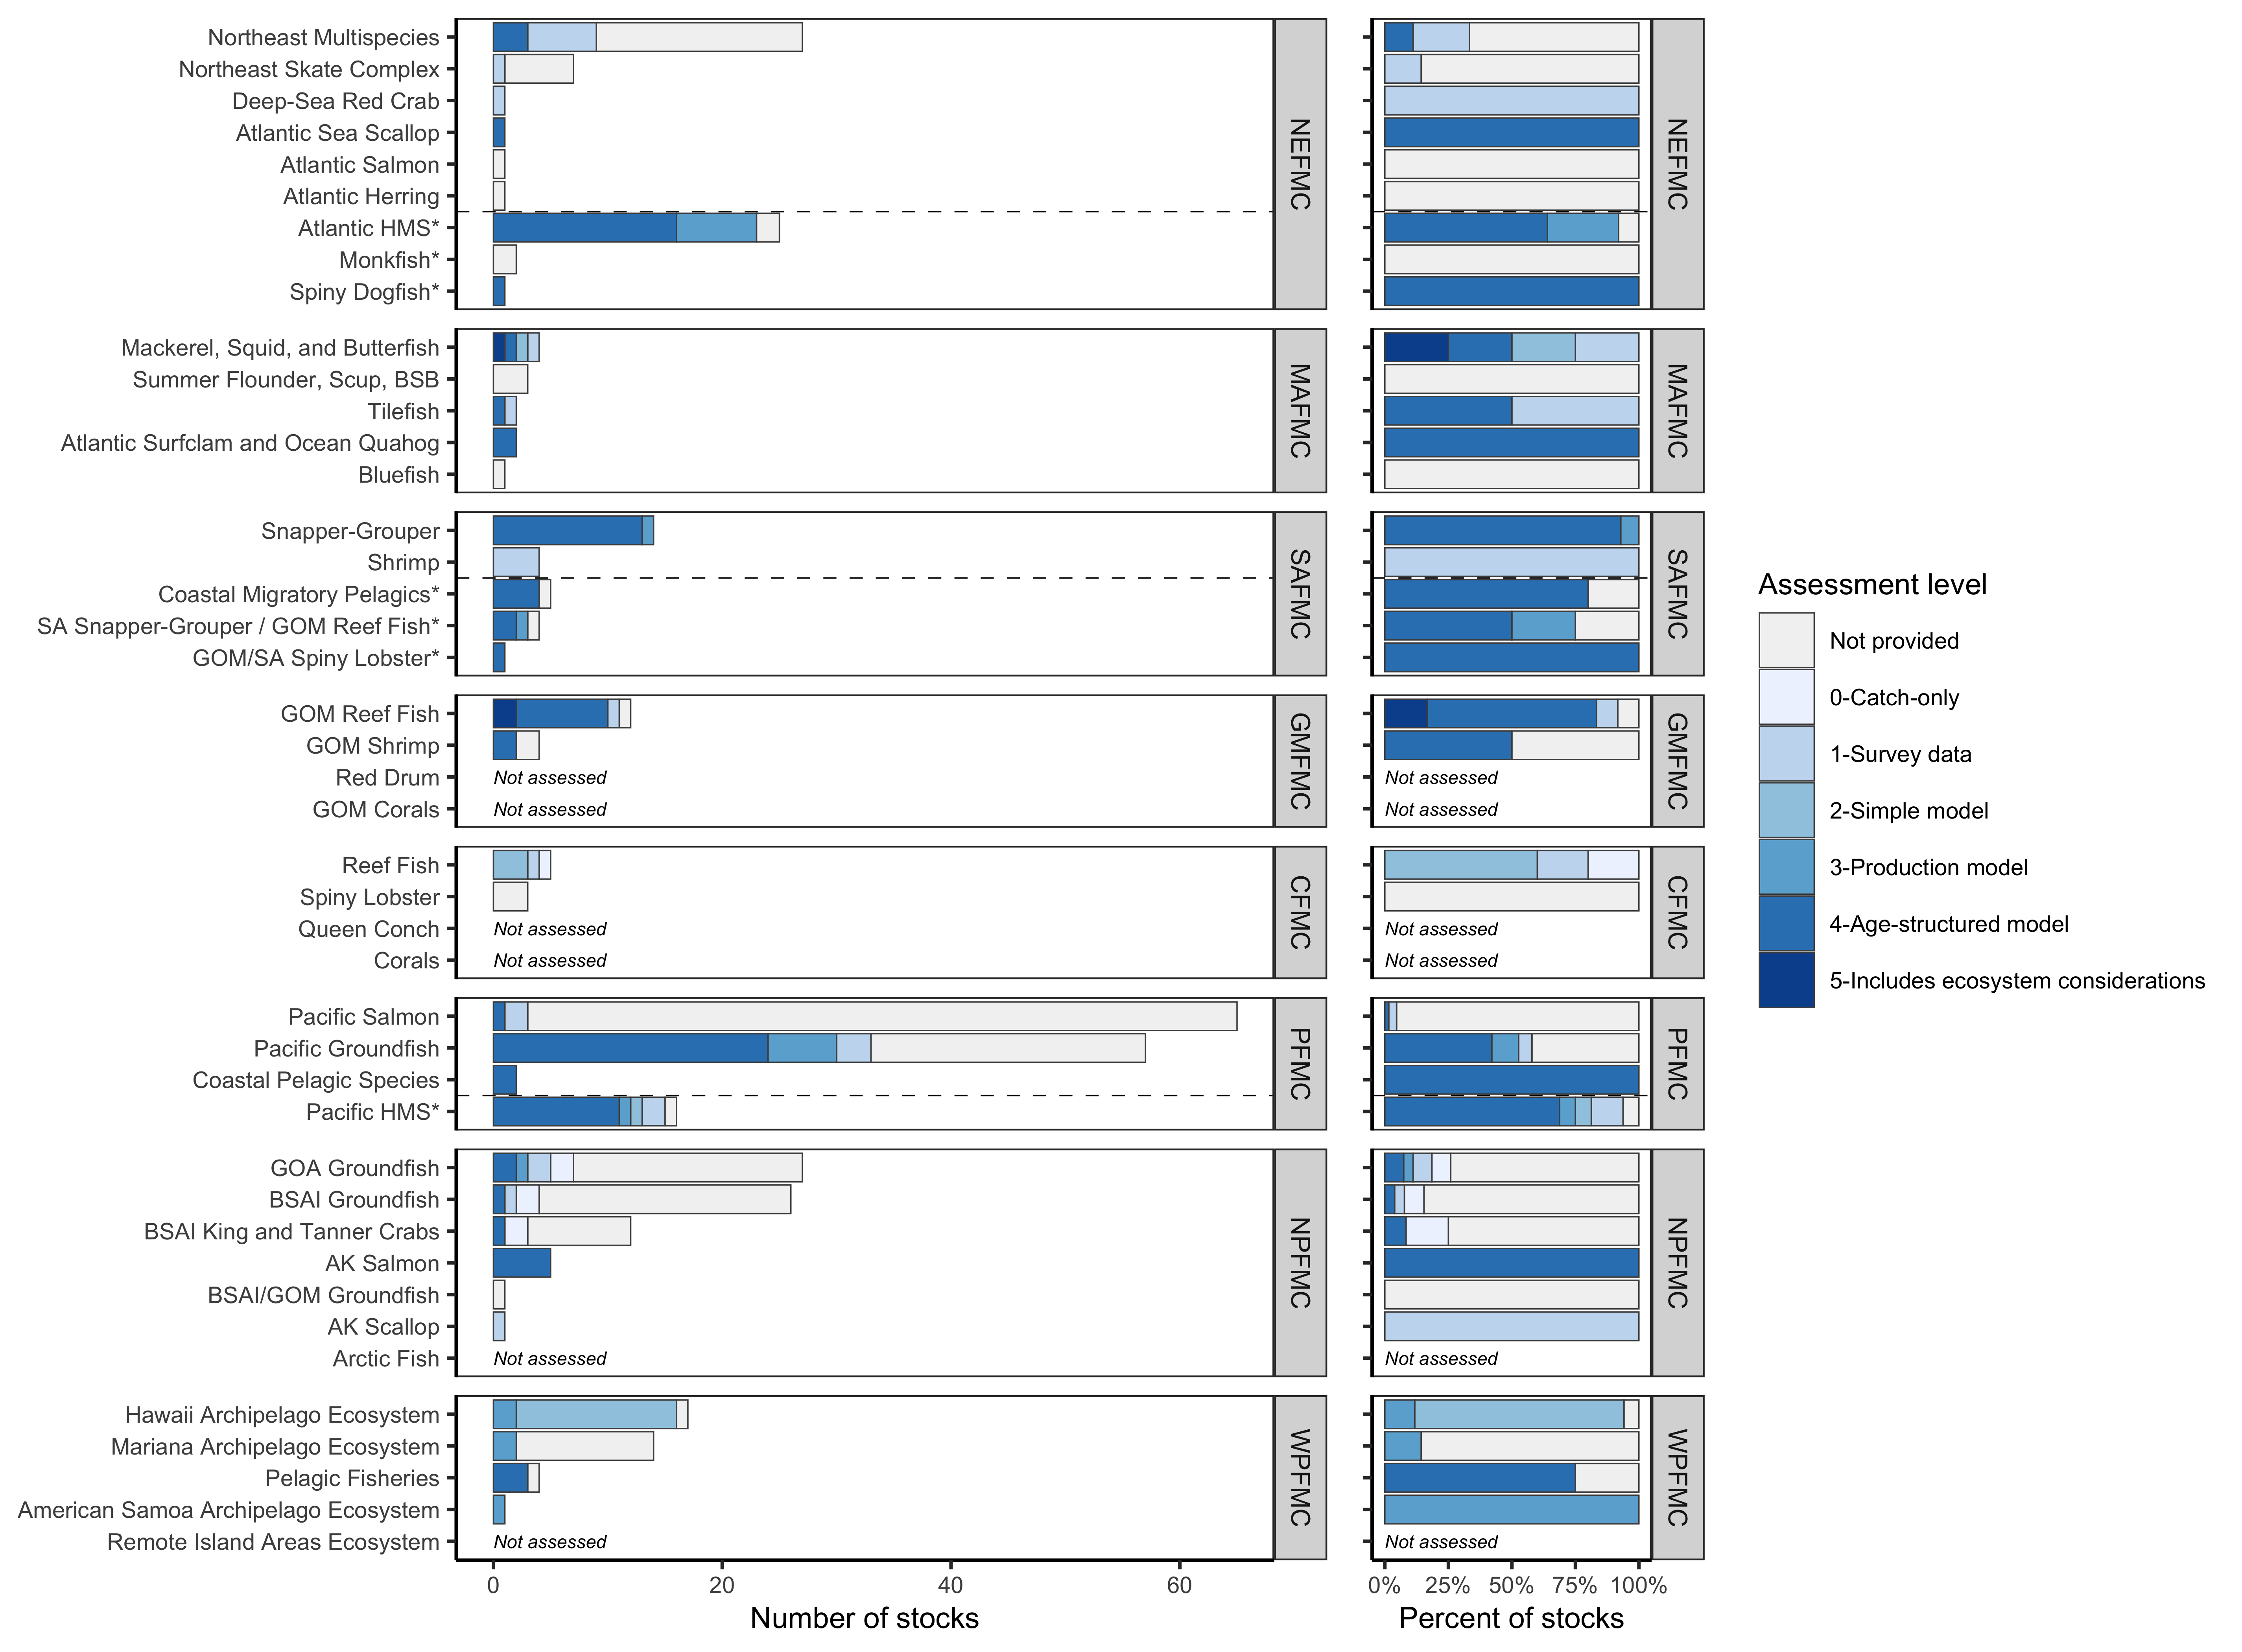 Northeast Multispecies
Northeast Skate Complex
Deep-Sea Red Crab
Atlantic Sea Scallop
Atlantic Salmon
Atlantic Herring
Atlantic HMS*
Monkfish*
Spiny Dogfish*
NEFMC
NEFMC
Mackerel, Squid, and Butterfish
Summer Flounder, Scup, BSB
Tilefish
Atlantic Surfclam and Ocean Quahog
Bluefish
MAFMC
MAFMC
Snapper-Grouper
Shrimp
Coastal Migratory Pelagics*
SA Snapper-Grouper / GOM Reef Fish*
GOM/SA Spiny Lobster*
SAFMC
SAFMC
GOM Reef Fish
GOM Shrimp
Red Drum
Not assessed
Not assessed
GOM Corals
Not assessed
Not assessed
GMFMC
GMFMC
Reef Fish
Spiny Lobster
Queen Conch
Not assessed
Not assessed
Corals
Not assessed
Not assessed
CFMC
CFMC
Pacific Salmon
Pacific Groundfish
Coastal Pelagic Species
Pacific HMS*
PFMC
PFMC
GOA Groundfish
BSAI Groundfish
BSAI King and Tanner Crabs
AK Salmon
BSAI/GOM Groundfish
AK Scallop
Arctic Fish
Not assessed
Not assessed
NPFMC
NPFMC
Hawaii Archipelago Ecosystem
Mariana Archipelago Ecosystem
Pelagic Fisheries
American Samoa Archipelago Ecosystem
Remote Island Areas Ecosystem
Not assessed
Not assessed
WPFMC
WPFMC
0 20 40 60
Number of stocks
0% 25% 50% 75% 100%
Percent of stocks
Assessment level
Not provided
0-Catch-only
1-Survey data
2-Simple model
3-Production model
4-Age-structured model
5-Includes ecosystem considerations